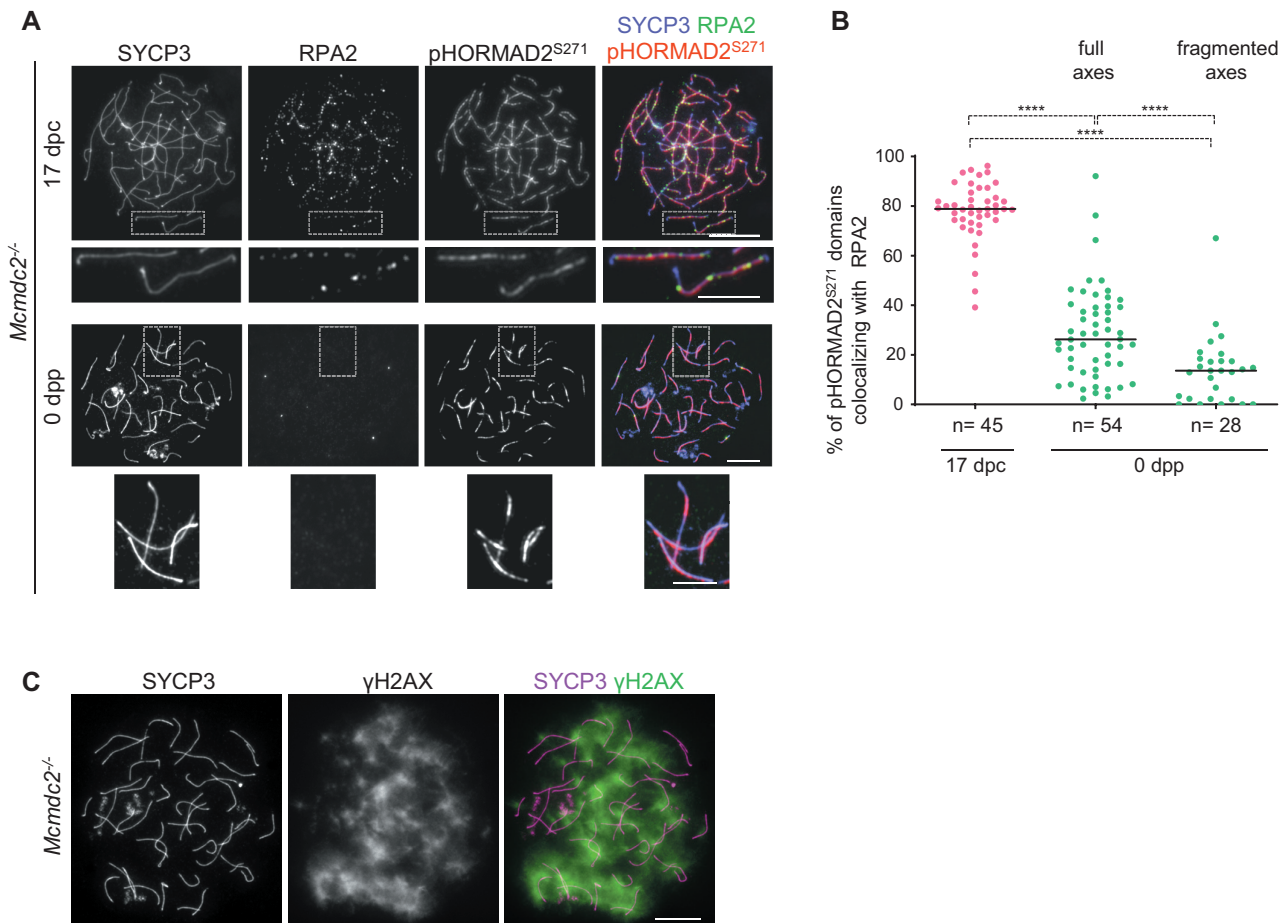 A
SYCP3
RPA2
pHORMAD2S271
SYCP3 RPA2
pHORMAD2S271
Mcmdc2-/-
17 dpc
0 dpp
B
full
axes
fragmented
axes
****
****
****
% of pHORMAD2S271 domains
colocalizing with RPA2
100
80
60
40
20
0
n= 45
n= 54
n= 28
17 dpc
0 dpp
C
SYCP3
γH2AX
SYCP3 γH2AX
Mcmdc2-/-